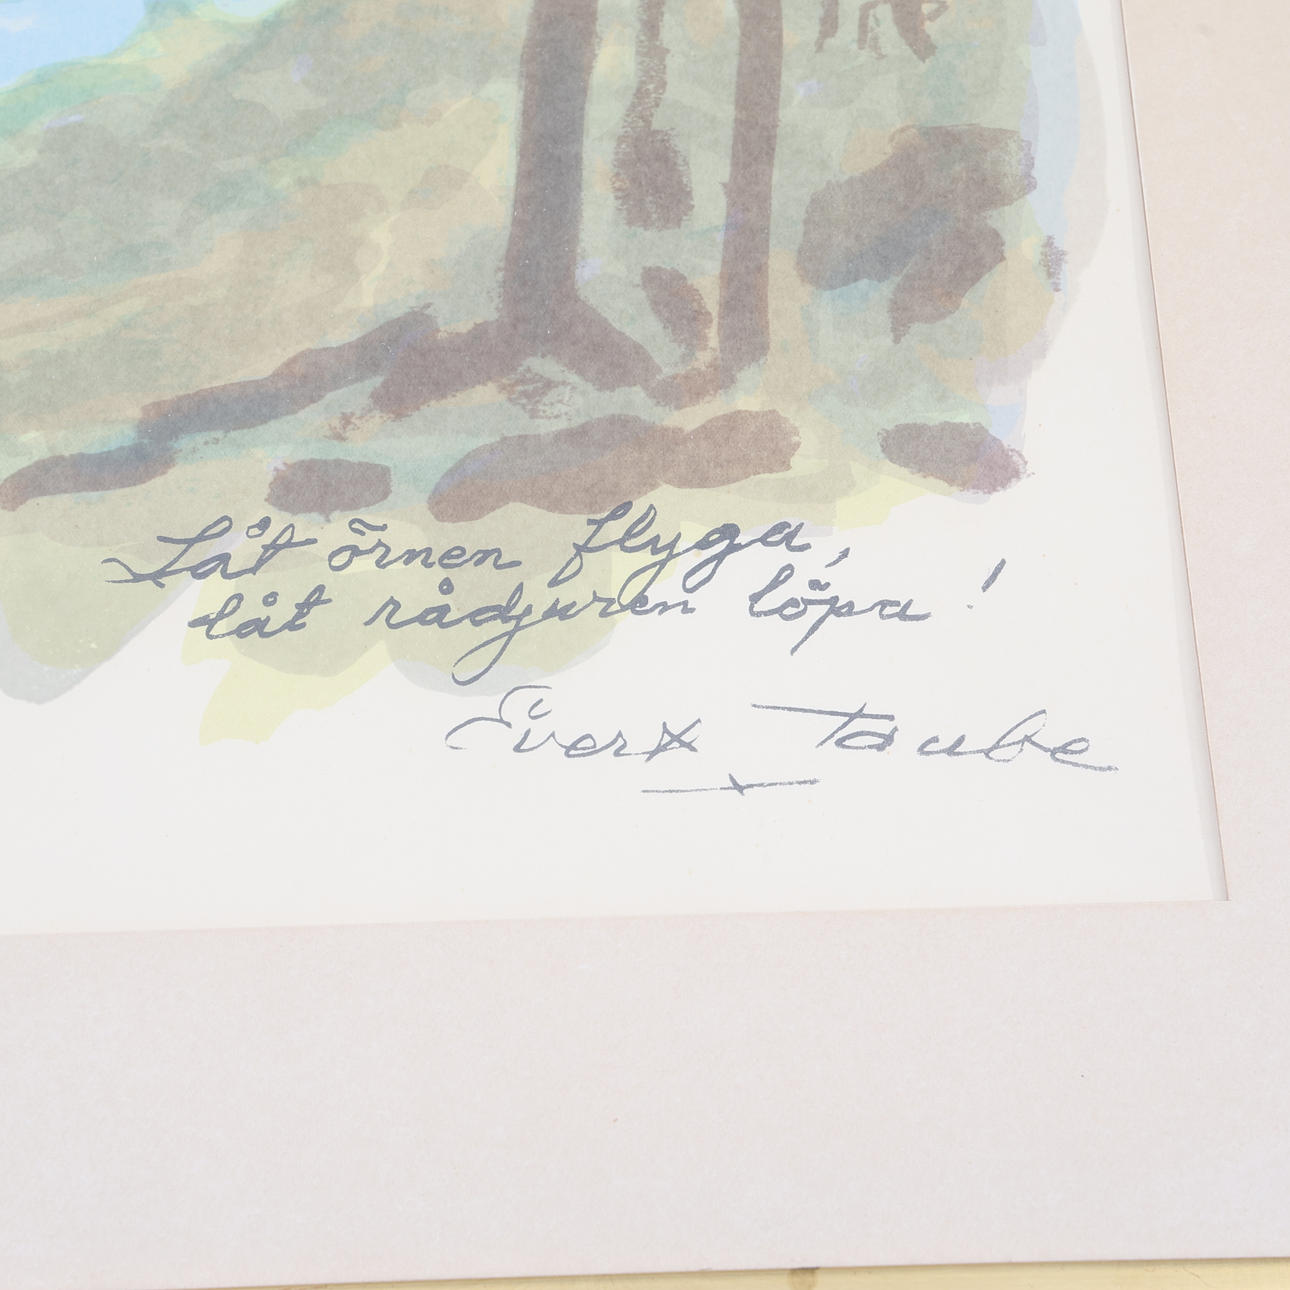 Låt örnen flyga,
låt rådjuren löpa!
Evert Taube